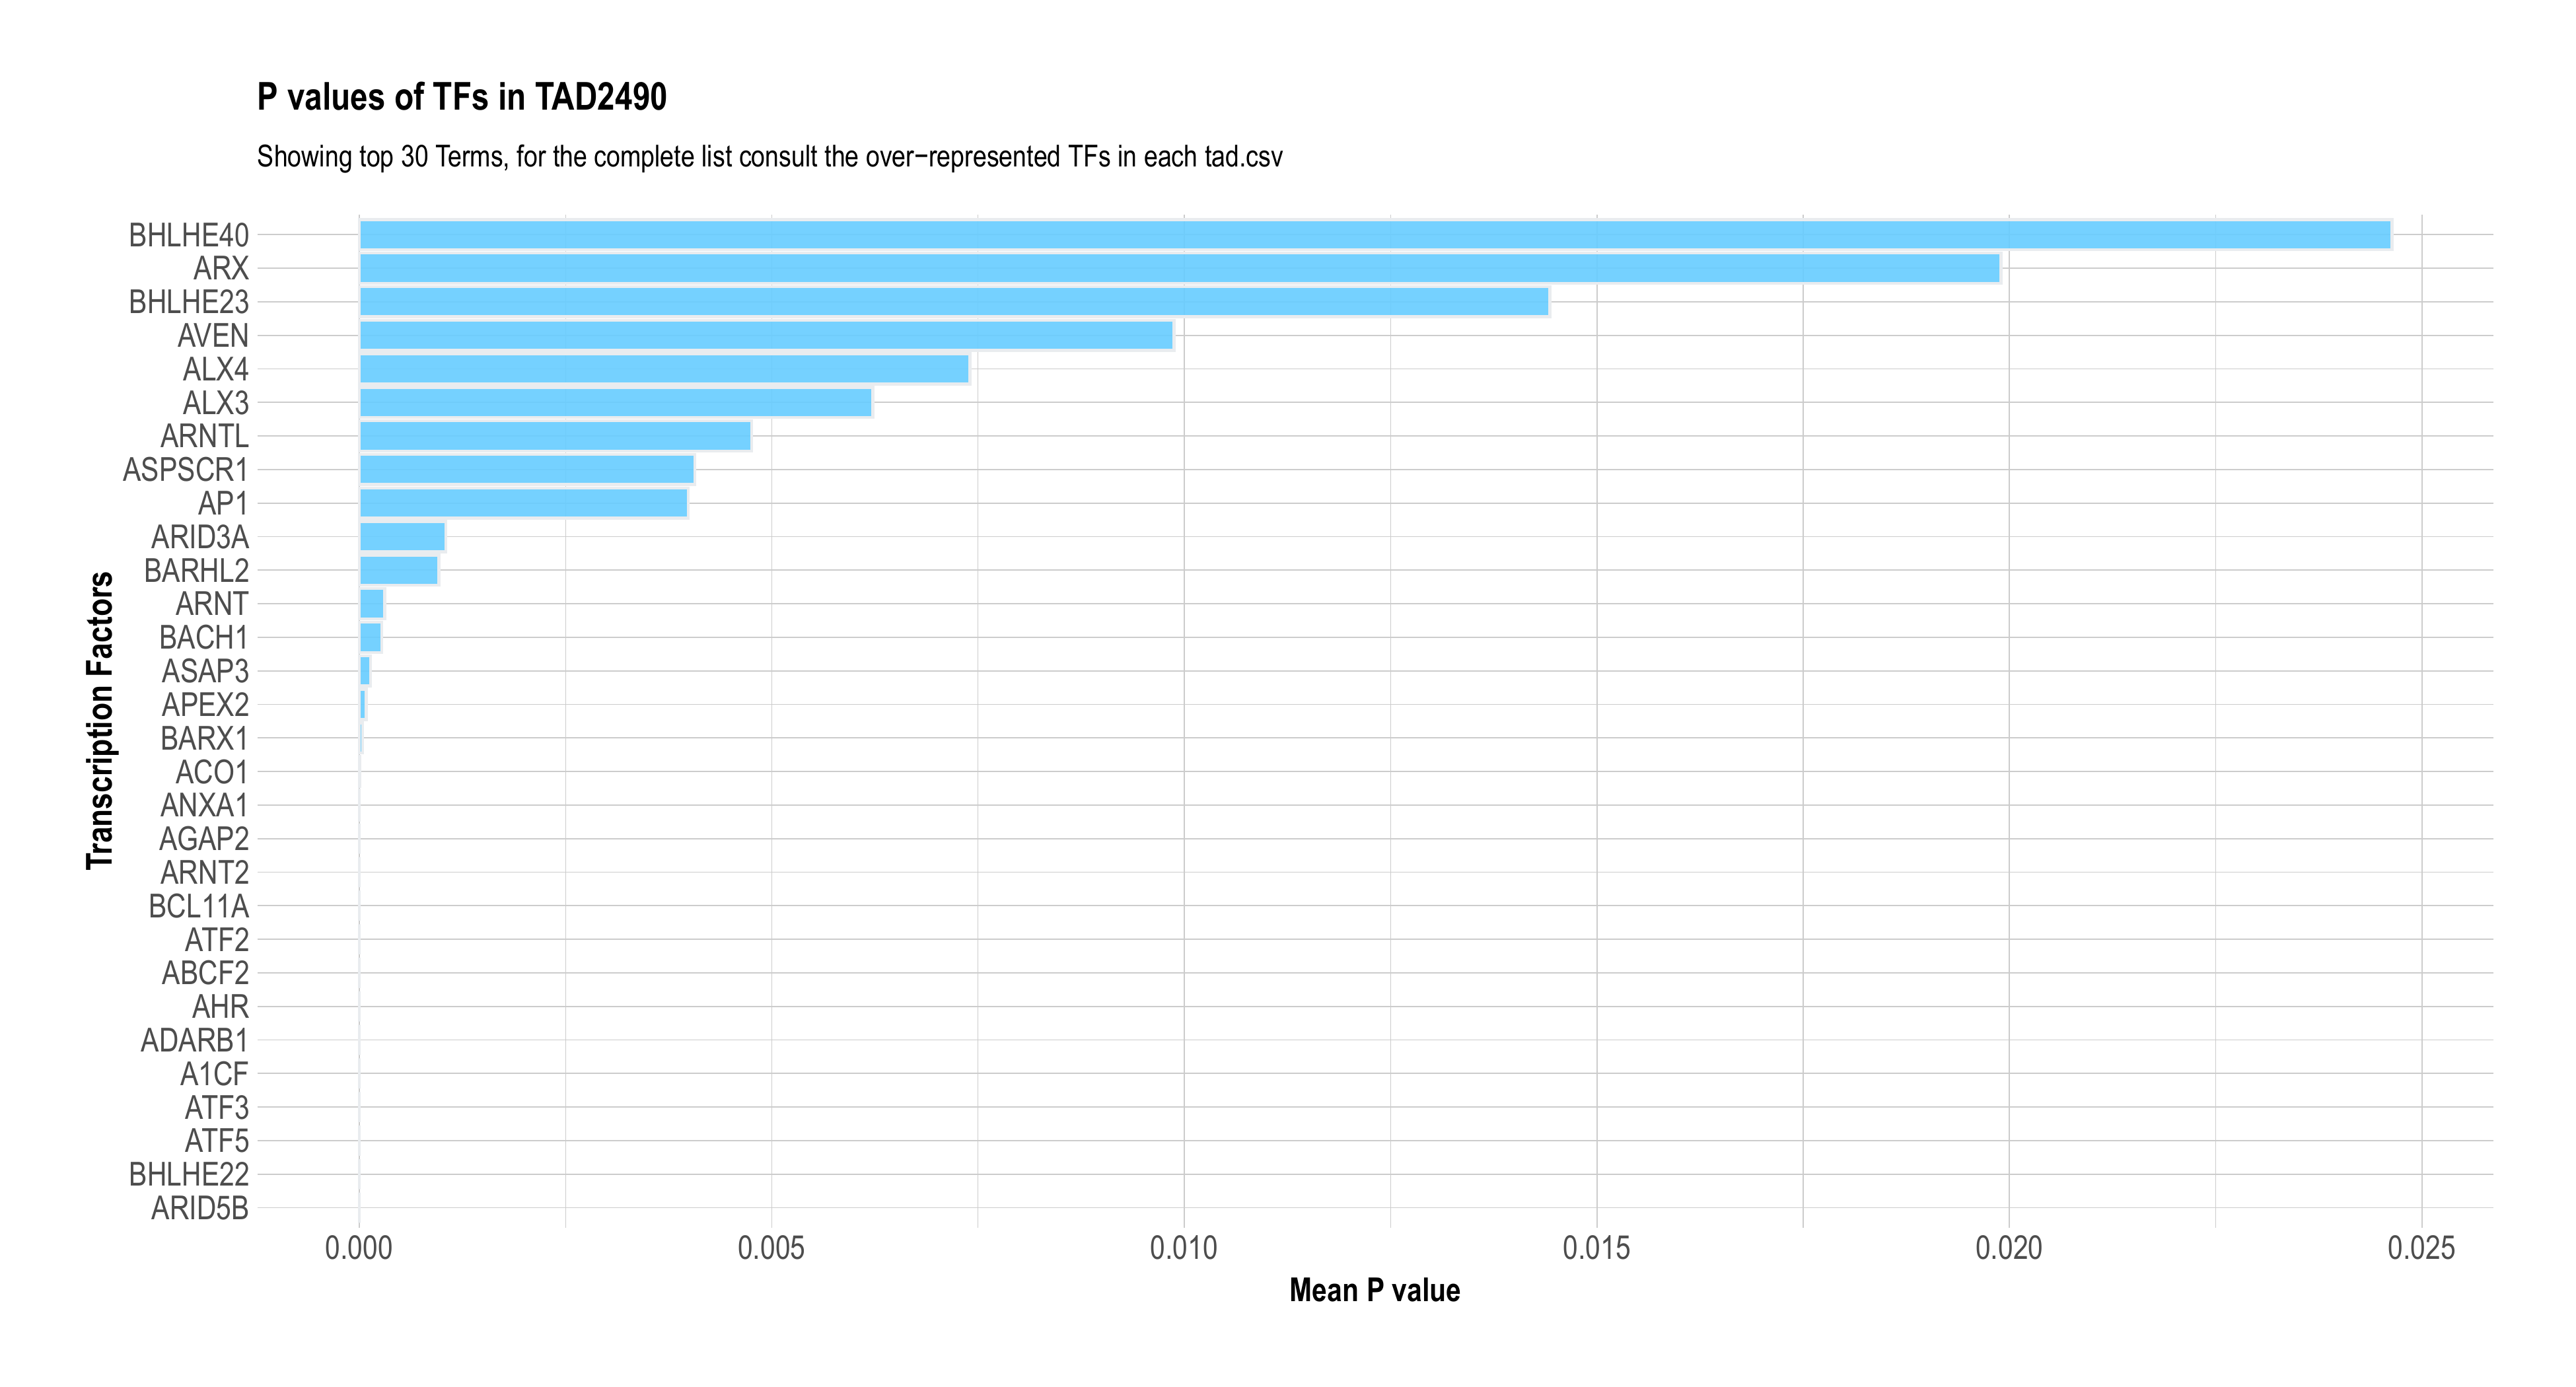 P values of TFs in TAD2490
Showing top 30 Terms, for the complete list consult the over−represented TFs in each tad.csv
BHLHE40
ARX
BHLHE23
AVEN
ALX4
ALX3
ARNTL
ASPSCR1
AP1
ARID3A
BARHL2
ARNT
BACH1
ASAP3
APEX2
BARX1
ACO1
ANXA1
AGAP2
ARNT2
BCL11A
ATF2
ABCF2
AHR
ADARB1
A1CF
ATF3
ATF5
BHLHE22
ARID5B
Transcription Factors
0.000 0.005 0.010 0.015 0.020 0.025
Mean P value